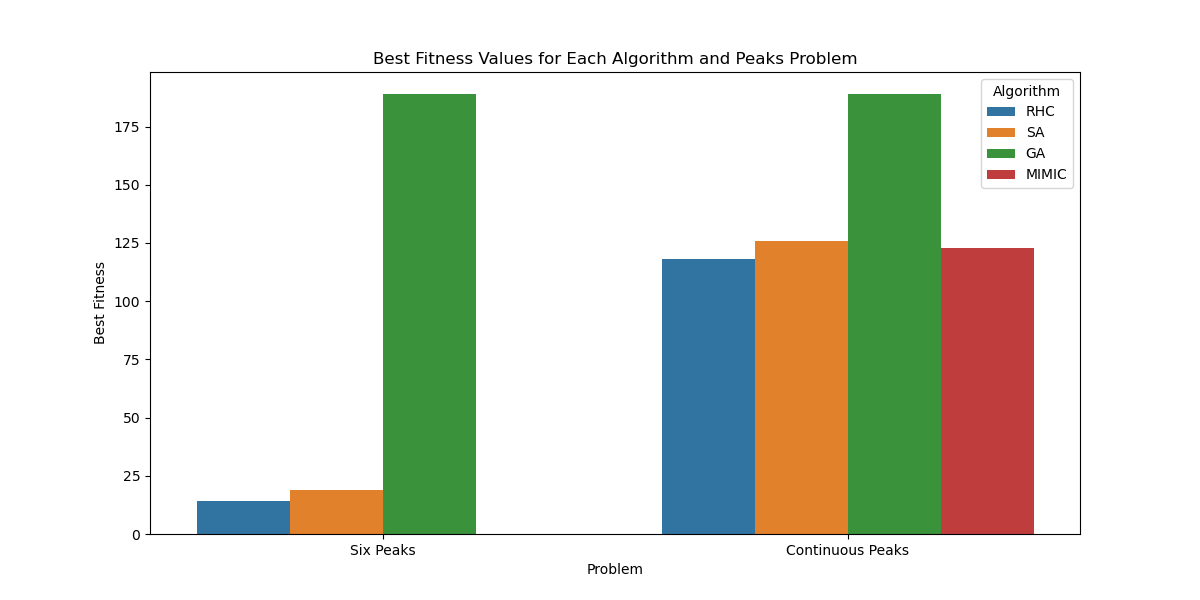 Best Fitness Values for Each Algorithm and Peaks Problem
Algorithm
RHC
SA
GA
MIMIC
Best Fitness
175
150
125
100
75
50
25
0
Six Peaks
Continuous Peaks
Problem